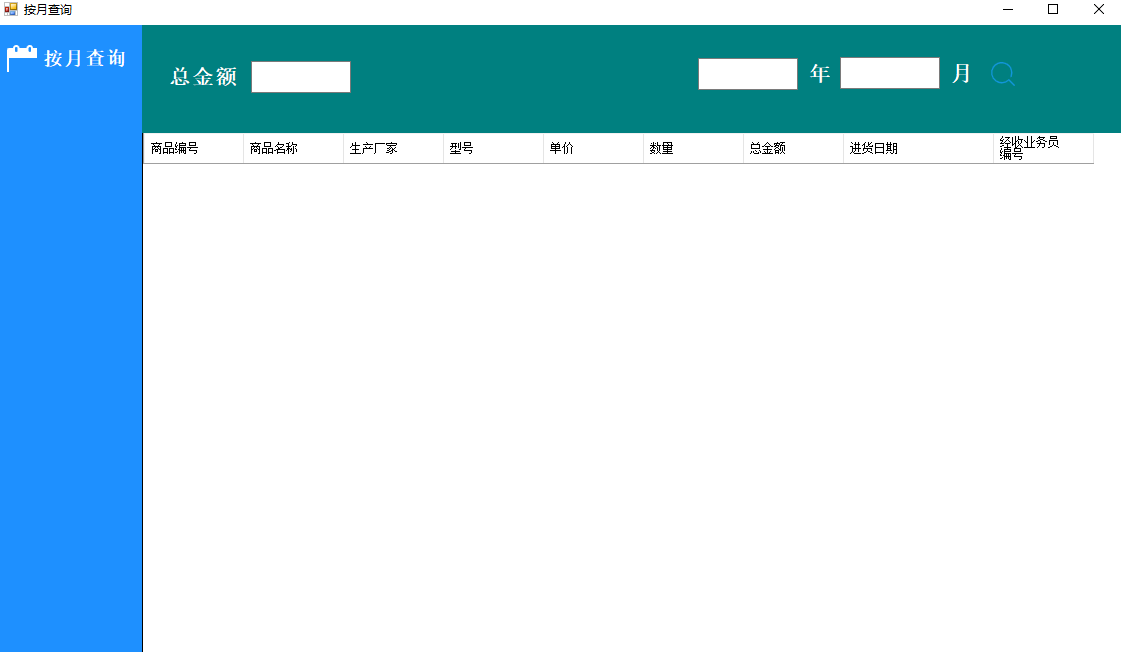 按月查询
按月查询
总金额
年
月
商品编号
商品名称
生产厂家
型号
单价
数量
总金额
进货日期
经收业务员
编号